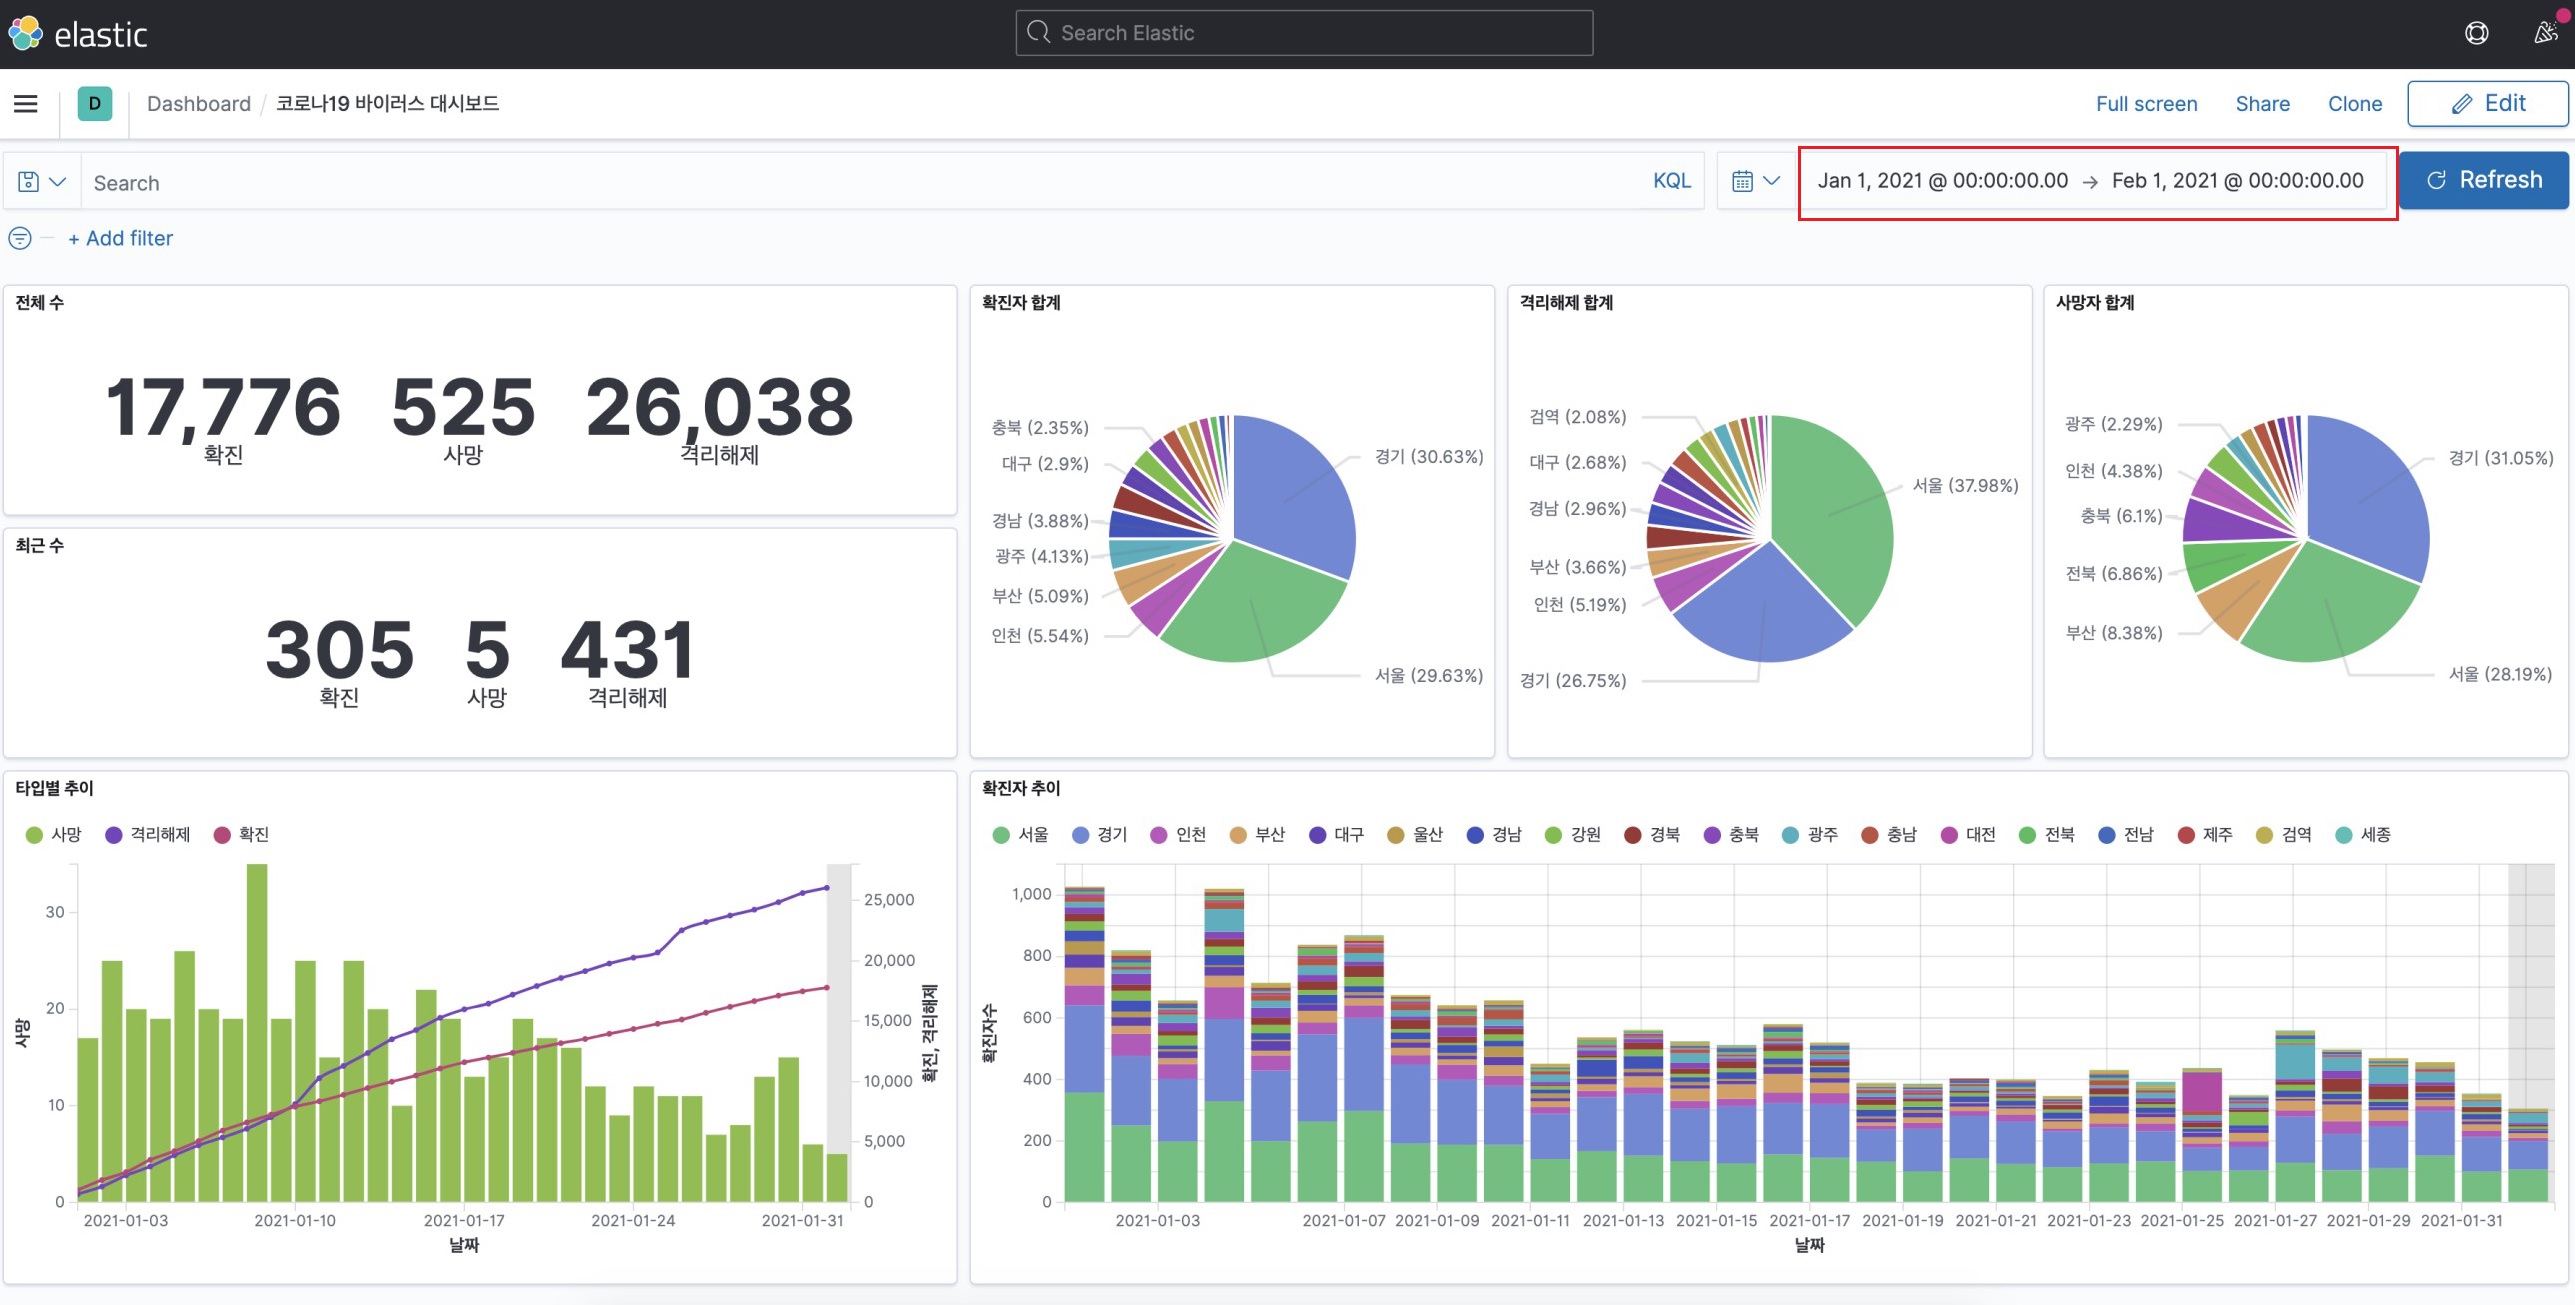 elastic
Search Elastic
D
Dashboard / 코로나19 바이러스 대시보드
Full screen
Share
Clone
Edit
Search
KQL
Jan 1, 2021 @ 00:00:00.00 → Feb 1, 2021 @ 00:00:00.00
Refresh
+ Add filter
전체 수
17,776
확진
525
사망
26,038
격리해제
최근 수
305
확진
5
사망
431
격리해제
확진자 합계
충북 (2.35%)
대구 (2.9%)
경남 (3.88%)
광주 (4.13%)
부산 (5.09%)
인천 (5.54%)
경기 (30.63%)
서울 (29.63%)
격리해제 합계
검역 (2.08%)
대구 (2.68%)
경남 (2.96%)
부산 (3.66%)
인천 (5.19%)
경기 (26.75%)
서울 (37.98%)
사망자 합계
광주 (2.29%)
인천 (4.38%)
충북 (6.1%)
전북 (6.86%)
부산 (8.38%)
경기 (31.05%)
서울 (28.19%)
타입별 추이
사망 격리해제 확진
30
20
10
0
사망
25,000
20,000
15,000
10,000
5,000
0
확진, 격리해제
2021-01-03 2021-01-10 2021-01-17 2021-01-24 2021-01-31
날짜
확진자 추이
서울 경기 인천 부산 대구 울산 경남 강원 경북 충북 광주 충남 대전 전북 전남 제주 검역 세종
1,000
800
600
400
200
0
확진자수
2021-01-03 2021-01-07 2021-01-09 2021-01-11 2021-01-13 2021-01-15 2021-01-17 2021-01-19 2021-01-21 2021-01-23 2021-01-25 2021-01-27 2021-01-29 2021-01-31
날짜